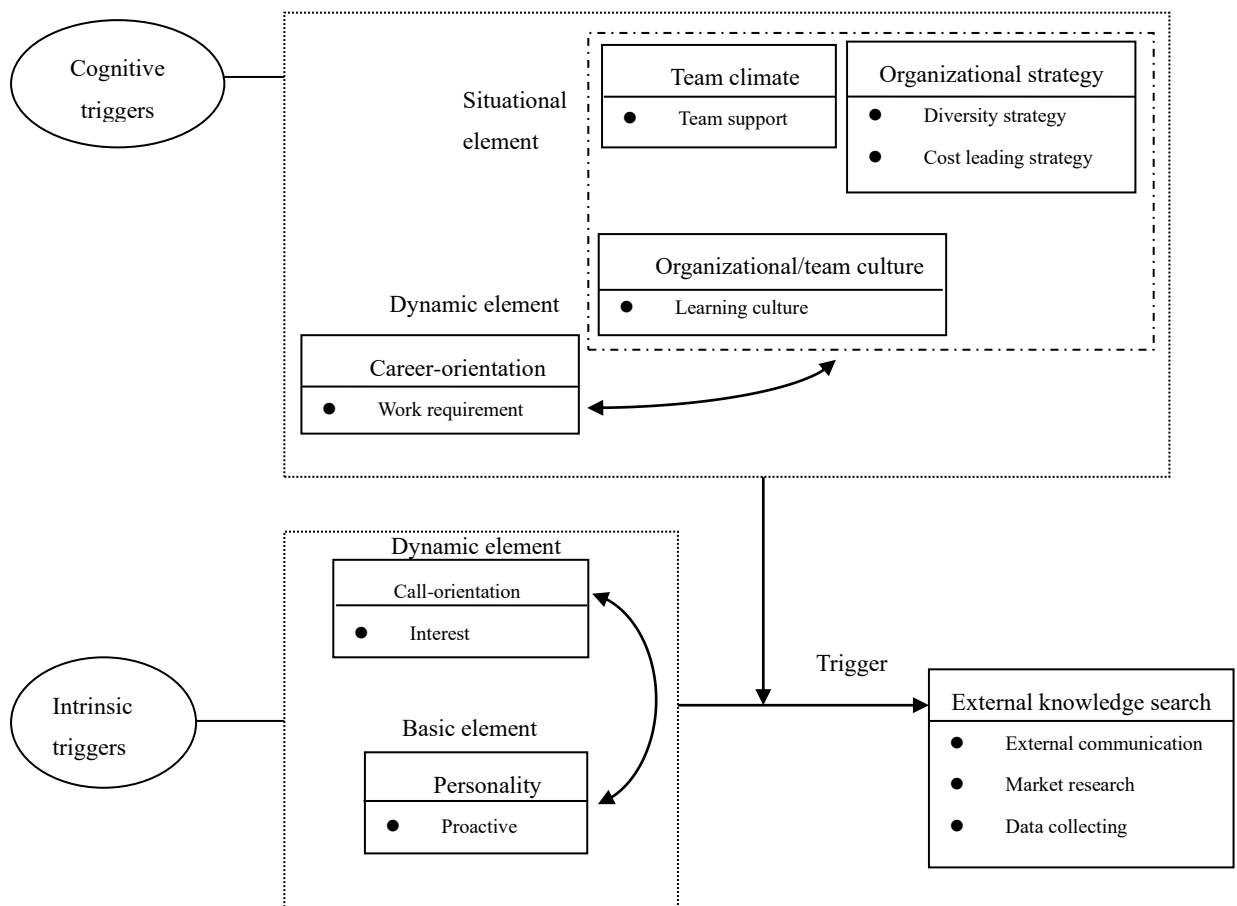 Cognitive
triggers
Situational
element
Team climate
● Team support
Organizational strategy
● Diversity strategy
● Cost leading strategy
Organizational/team culture
● Learning culture
Dynamic element
Career-orientation
● Work requirement
Dynamic element
Call-orientation
● Interest
Intrinsic
triggers
Basic element
Personality
● Proactive
Trigger
External knowledge search
● External communication
● Market research
● Data collecting